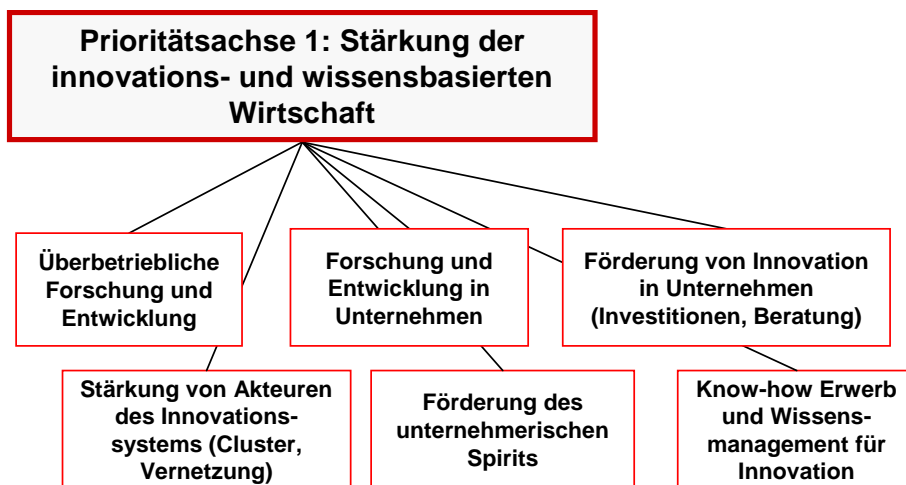 Prioritätsachse 1: Stärkung der
innovations- und wissensbasierten
Wirtschaft
Überbetriebliche
Forschung und
Entwicklung
Forschung und
Entwicklung in
Unternehmen
Förderung von Innovation
in Unternehmen
(Investitionen, Beratung)
Stärkung von Akteuren
des Innovations-
systems (Cluster,
Vernetzung)
Förderung des
unternehmerischen
Spirits
Know-how Erwerb
und Wissens-
management für
Innovation